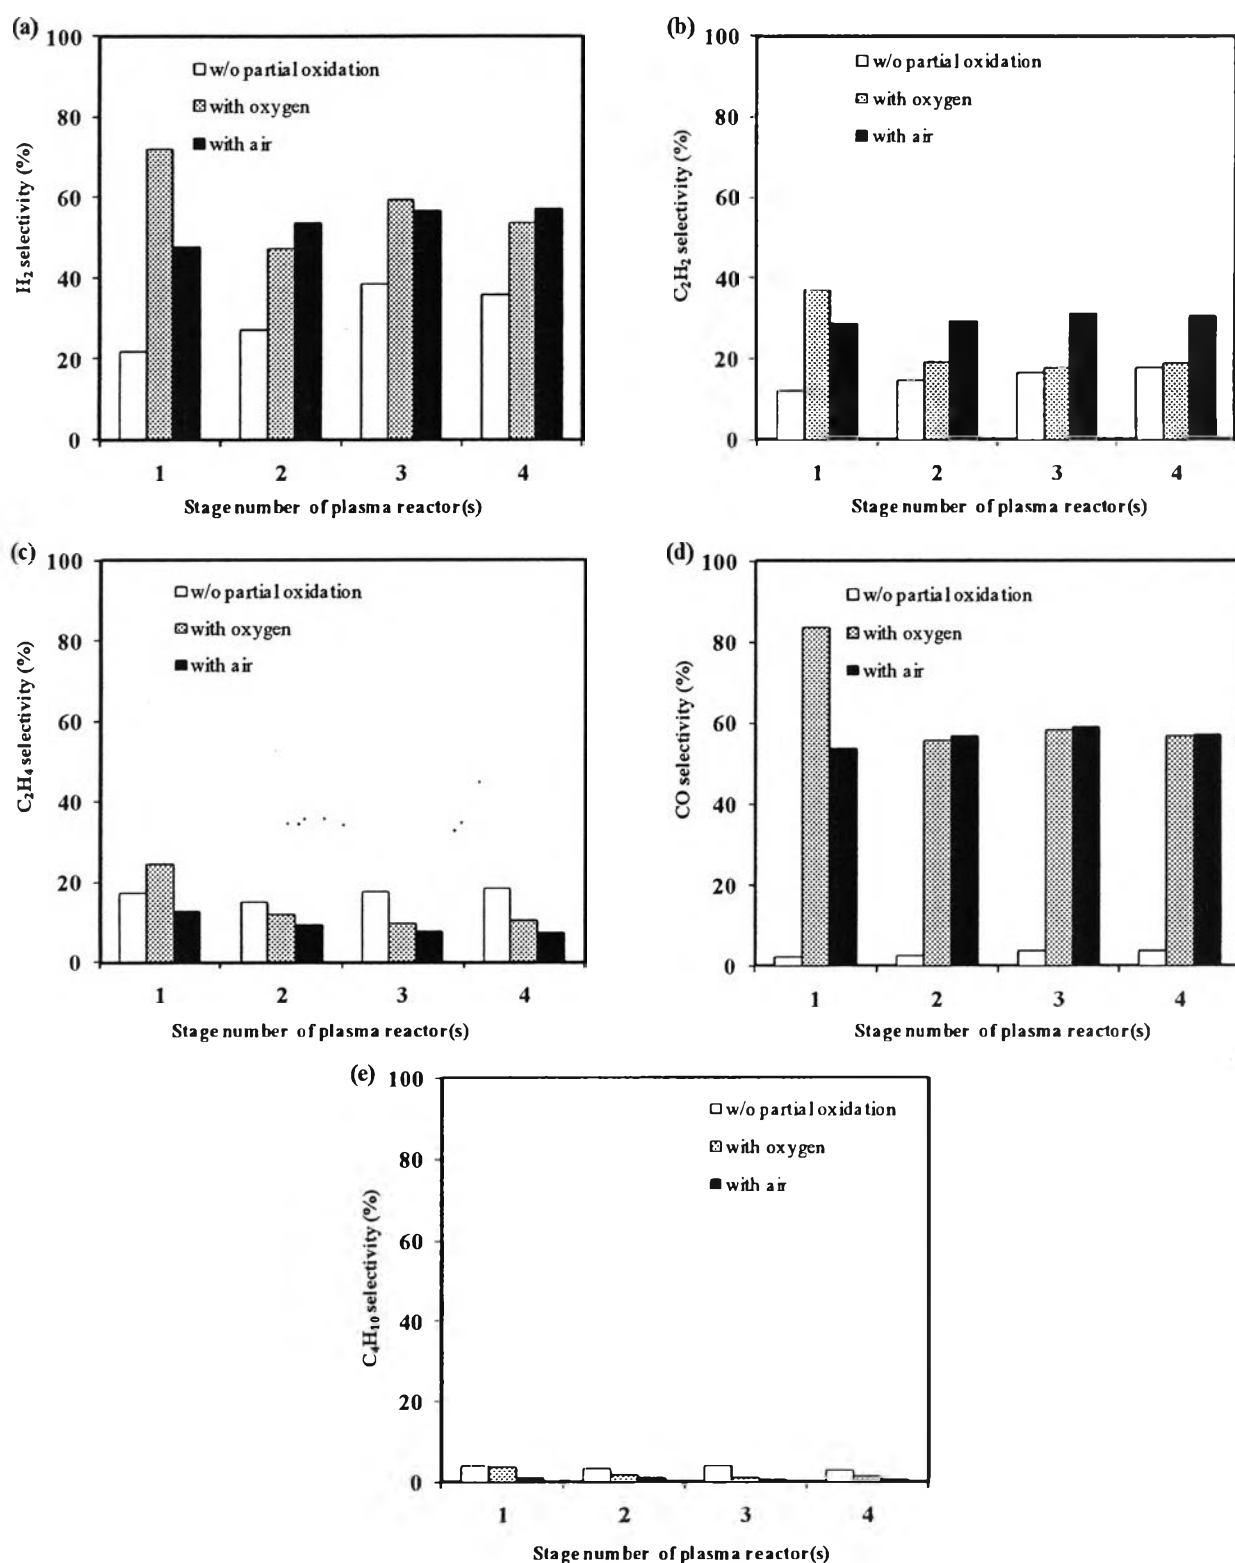 (a)
100
80
60
40
20
0
H₂ selectivity (%)
w/o partial oxidation
with oxygen
with air
1 2 3 4
Stage number of plasma reactor(s)
(b)
100
80
60
40
20
0
C₂H₂ selectivity (%)
w/o partial oxidation
with oxygen
with air
1 2 3 4
Stage number of plasma reactor(s)
(c)
100
80
60
40
20
0
C₂H₄ selectivity (%)
w/o partial oxidation
with oxygen
with air
1 2 3 4
Stage number of plasma reactor(s)
(d)
100
80
60
40
20
0
CO selectivity (%)
w/o partial oxidation
with oxygen
with air
1 2 3 4
Stage number of plasma reactor(s)
(e)
100
80
60
40
20
0
C₄H₁₀ selectivity (%)
w/o partial oxidation
with oxygen
with air
1 2 3 4
Stage number of plasma reactor(s)